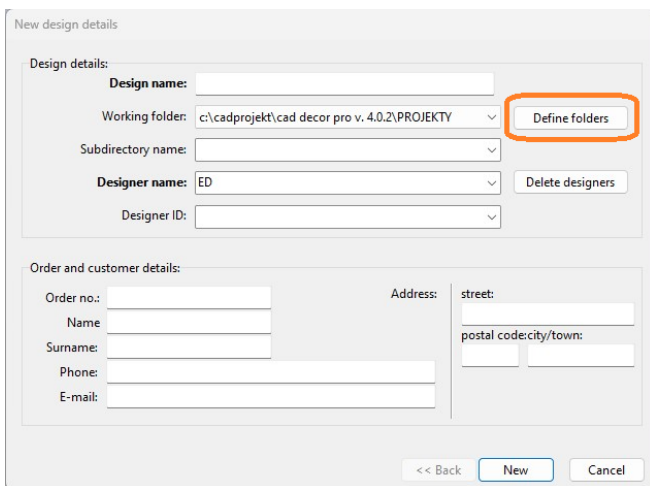 New design details
Design details:
Design name:
Working folder: c:\cadprojekt\cad decor pro v. 4.0.2\PROJEKTY Define folders
Subdirectory name:
Designer name: ED Delete designers
Designer ID:
Order and customer details:
Order no.: Address: street:
Name
Surname: postal code:city/town:
Phone:
E-mail:
<< Back New Cancel